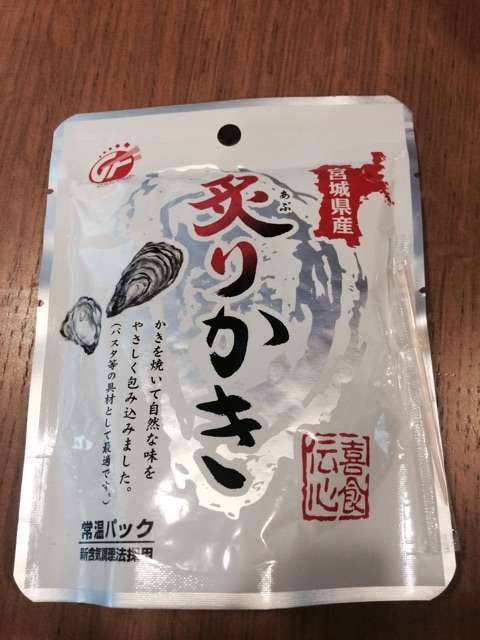 宮城県産
炙りかき
あぶ
かきを焼いて自然な味を
やさしく包み込みました。
(パスタ等の具材として最適です。)
喜食
伝心
常温パック
新含気調理法採用